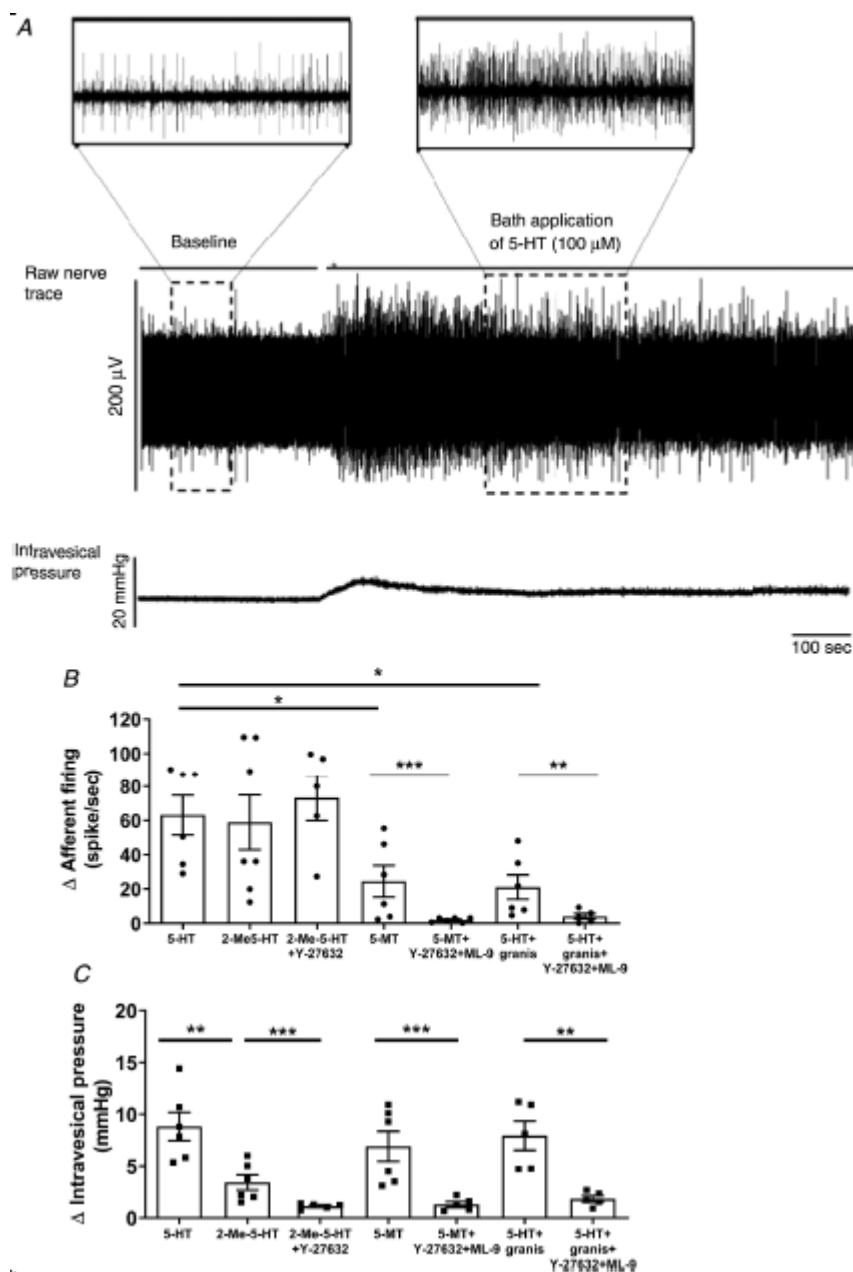 A
Baseline
Bath application
of 5-HT (100 μM)
Raw nerve
trace
200 μV
Intravesical
pressure
20 mmHg
100 sec
B
*
*
***
**
Δ Afferent firing
(spike/sec)
120
100
80
60
40
20
0
5-HT
2-Me5-HT
2-Me-5-HT
+Y-27632
5-MT
5-MT+
Y-27632+ML-9
5-HT+
granis
5-HT+
granis+
Y-27632+ML-9
C
**
***
***
**
Δ Intravesical pressure
(mmHg)
20
15
10
5
0
5-HT
2-Me-5-HT
2-Me-5-HT
+Y-27632
5-MT
5-MT+
Y-27632+ML-9
5-HT+
granis
5-HT+
granis+
Y-27632+ML-9